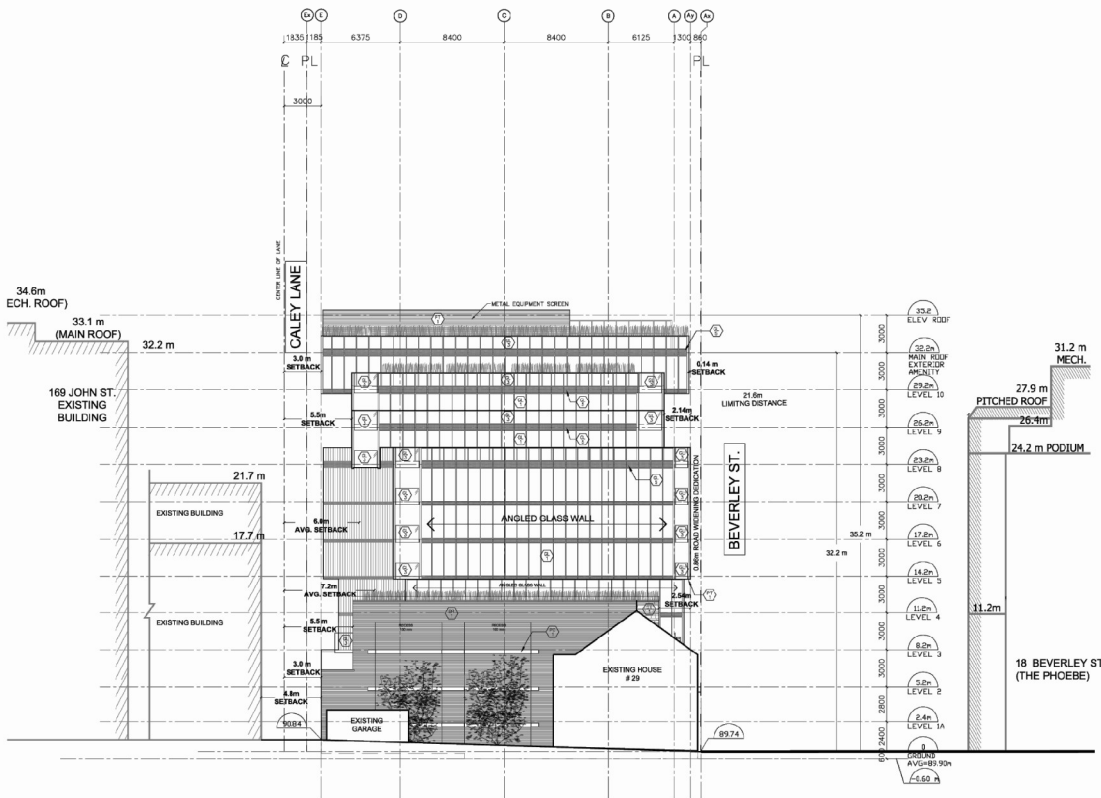 Ex E D C B A Ay Ax
1835 1185 6375 8400 8400 6125 1300 860
PL PL
3000
CENTER LINE OF LANE
CALEY LANE
METAL EQUIPMENT SCREEN
34.6m
ECH. ROOF)
33.1 m
(MAIN ROOF)
32.2 m
169 JOHN ST.
EXISTING
BUILDING
21.7 m
EXISTING BUILDING
17.7 m
EXISTING BUILDING
3.0 m
SETBACK
5.5m
SETBACK
AVG. SETBACK
7.2m
AVG. SETBACK
5.5m
SETBACK
3.0 m
SETBACK
4.8m
SETBACK
90.84
ANGLED GLASS WALL
ANGLED GLASS WALL
EXISTING
GARAGE
EXISTING HOUSE
# 29
0.14 m
SETBACK
21.6m
LIMITNG DISTANCE
2.14m
SETBACK
BEVERLEY ST.
0.86m ROAD WIDENING DEDICATION
2.54m
SETBACK
89.74
35.2 m
32.2 m
3000
3000
3000
3000
3000
3000
3000
3000
3000
3000
2800
2400
600
35.2
ELEV ROOF
32.2m
MAIN ROOF
EXTERIOR
AMENITY
29.2m
LEVEL 10
26.2m
LEVEL 9
23.2m
LEVEL 8
20.2m
LEVEL 7
17.2m
LEVEL 6
14.2m
LEVEL 5
11.2m
LEVEL 4
8.2m
LEVEL 3
5.2m
LEVEL 2
2.4m
LEVEL 1A
0
GROUND
AVG=89.90m
-0.60 m
31.2 m
MECH.
27.9 m
PITCHED ROOF
26.4m
24.2 m PODIUM
11.2m
18 BEVERLEY ST
(THE PHOEBE)